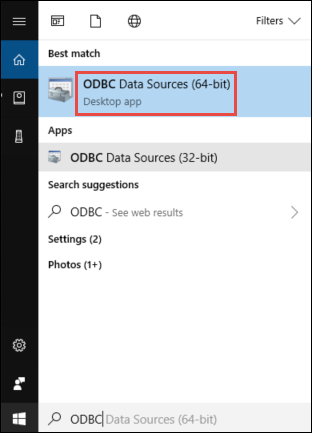 Filters
Best match
ODBC Data Sources (64-bit)
Desktop app
Apps
ODBC Data Sources (32-bit)
Search suggestions
ODBC - See web results
Settings (2)
Photos (1+)
ODBC Data Sources (64-bit)